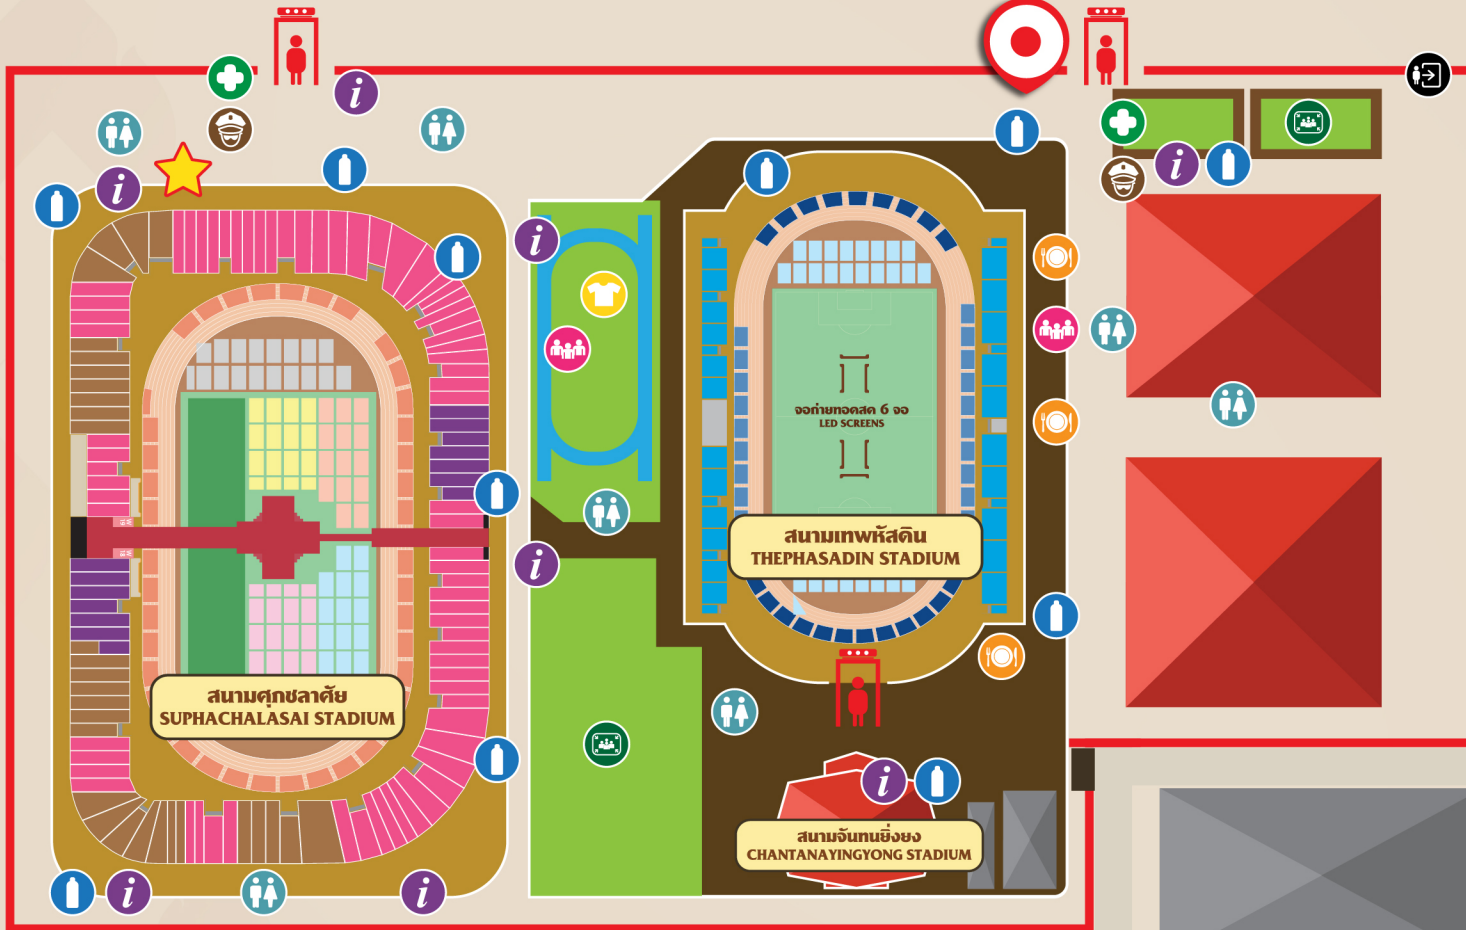 จอถ่ายทอดสด 6 จอ
LED SCREENS
สนามเทพหัสดิน
THEPHASADIN STADIUM
สนามศุภชลาศัย
SUPHACHALASAI STADIUM
สนามจันทนยิ่งยง
CHANTANAYINGYONG STADIUM